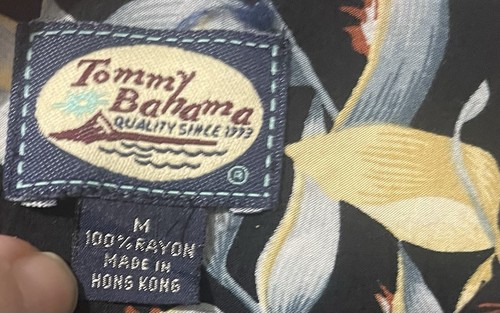 Tommy
Bahama
QUALITY SINCE 1993
®
M
100% RAYON
MADE IN
HONG KONG